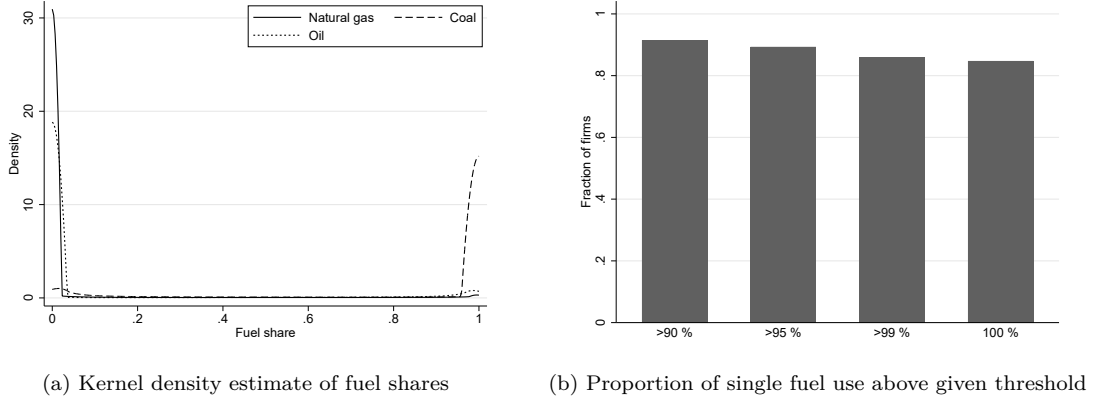 Natural gas
Coal
Oil
30
20
10
0
Density
0 .2 .4 .6 .8 1
Fuel share
(a) Kernel density estimate of fuel shares
1
.8
.6
.4
.2
0
Fraction of firms
>90 % >95 % >99 % 100 %
(b) Proportion of single fuel use above given threshold